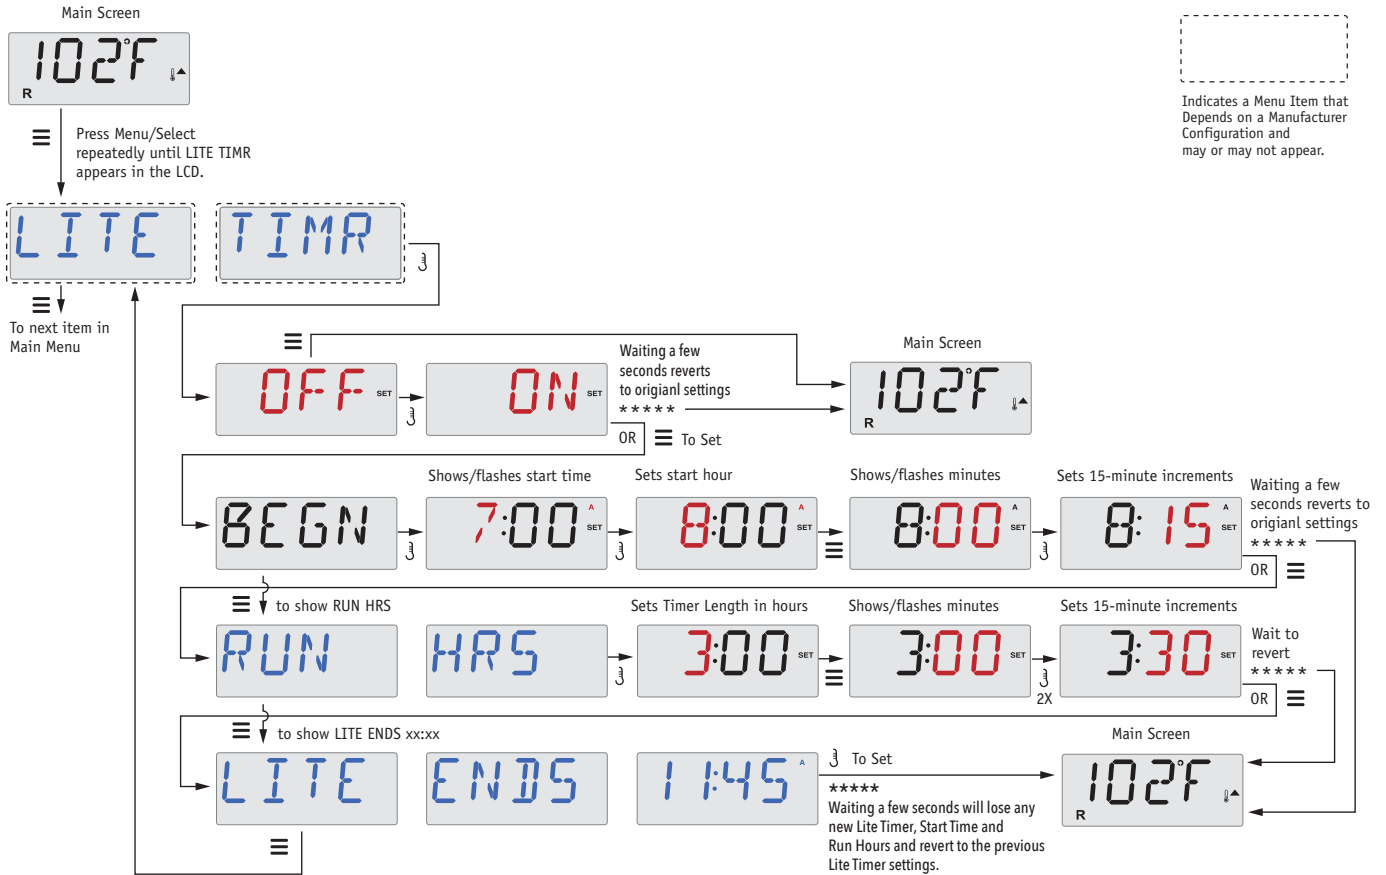 Main Screen
102°F
R
Indicates a Menu Item that
Depends on a Manufacturer
Configuration and
may or may not appear.
Press Menu/Select
repeatedly until LITE TIMR
appears in the LCD.
LITE TIMR
To next item in
Main Menu
OFF SET
ON SET
Waiting a few
seconds reverts
to origianl settings
*****
OR To Set
Main Screen
102°F
R
Shows/flashes start time
Sets start hour
Shows/flashes minutes
Sets 15-minute increments
Waiting a few
seconds reverts to
origianl settings
*****
OR
BEGN
7:00 A SET
8:00 A SET
8:00 A SET
8:15 A SET
to show RUN HRS
Sets Timer Length in hours
Shows/flashes minutes
Sets 15-minute increments
Wait to
revert
*****
OR
RUN HRS
3:00 SET
3:00 SET
2X
3:30 SET
to show LITE ENDS xx:xx
LITE ENDS 11:45 A
To Set
*****
Waiting a few seconds will lose any
new Lite Timer, Start Time and
Run Hours and revert to the previous
Lite Timer settings.
Main Screen
102°F
R